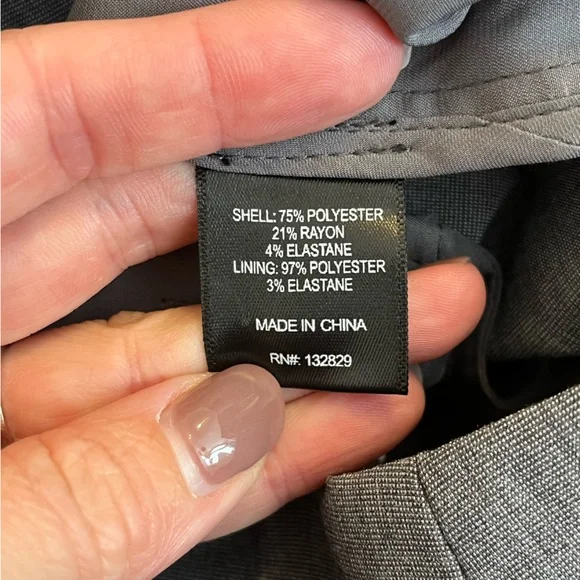 SHELL: 75% POLYESTER
21% RAYON
4% ELASTANE
LINING: 97% POLYESTER
3% ELASTANE
MADE IN CHINA
RN#: 132829